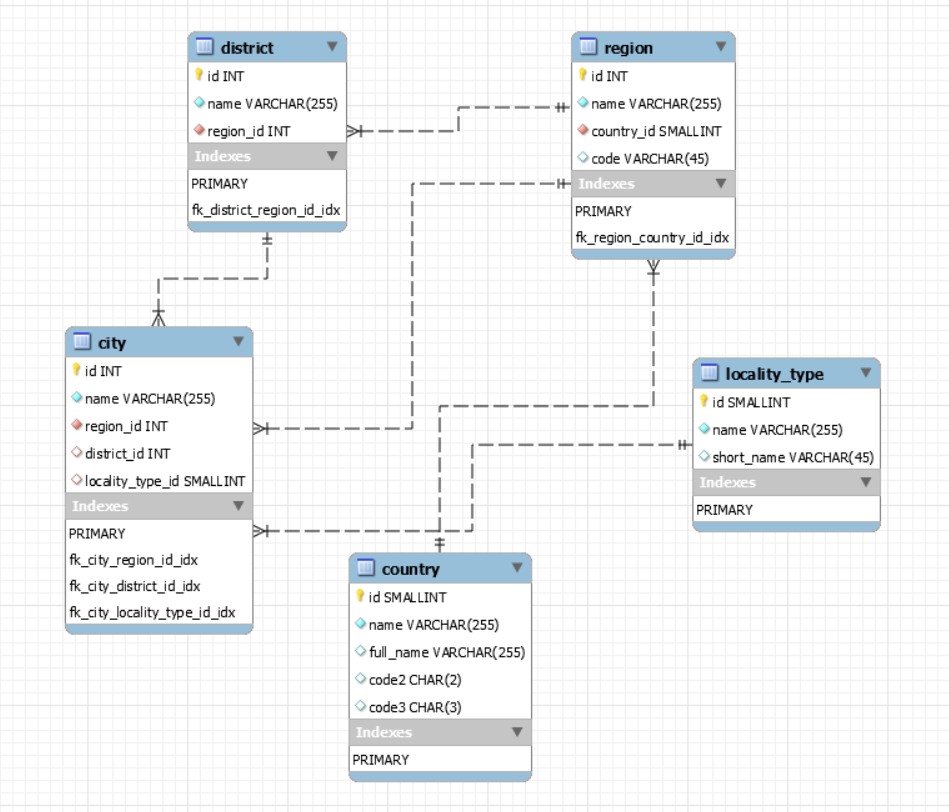 district
id INT
name VARCHAR(255)
region_id INT
Indexes
PRIMARY
fk_district_region_id_idx
region
id INT
name VARCHAR(255)
country_id SMALLINT
code VARCHAR(45)
Indexes
PRIMARY
fk_region_country_id_idx
city
id INT
name VARCHAR(255)
region_id INT
district_id INT
locality_type_id SMALLINT
Indexes
PRIMARY
fk_city_region_id_idx
fk_city_district_id_idx
fk_city_locality_type_id_idx
locality_type
id SMALLINT
name VARCHAR(255)
short_name VARCHAR(45)
Indexes
PRIMARY
country
id SMALLINT
name VARCHAR(255)
full_name VARCHAR(255)
code2 CHAR(2)
code3 CHAR(3)
Indexes
PRIMARY